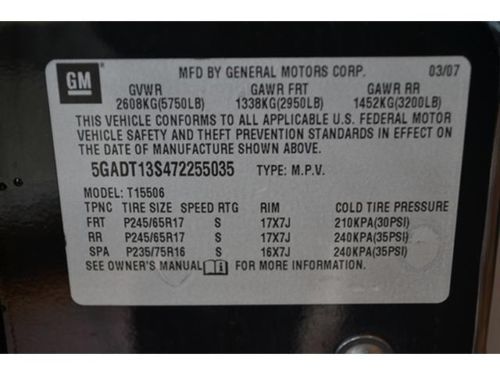 GM MFD BY GENERAL MOTORS CORP. 03/07
GVWR GAWR FRT GAWR RR
2608KG(5750LB) 1338KG(2950LB) 1452KG(3200LB)
THIS VEHICLE CONFORMS TO ALL APPLICABLE U.S. FEDERAL MOTOR
VEHICLE SAFETY AND THEFT PREVENTION STANDARDS IN EFFECT ON
THE DATE OF MANUFACTURE SHOWN ABOVE.
5GADT13S472255035 TYPE: M.P.V.
MODEL: T15506
TPNC TIRE SIZE SPEED RTG RIM COLD TIRE PRESSURE
FRT P245/65R17 S 17X7J 210KPA(30PSI)
RR P245/65R17 S 17X7J 240KPA(35PSI)
SPA P235/75R16 S 16X7J 240KPA(35PSI)
SEE OWNER'S MANUAL FOR ADDITIONAL INFORMATION.